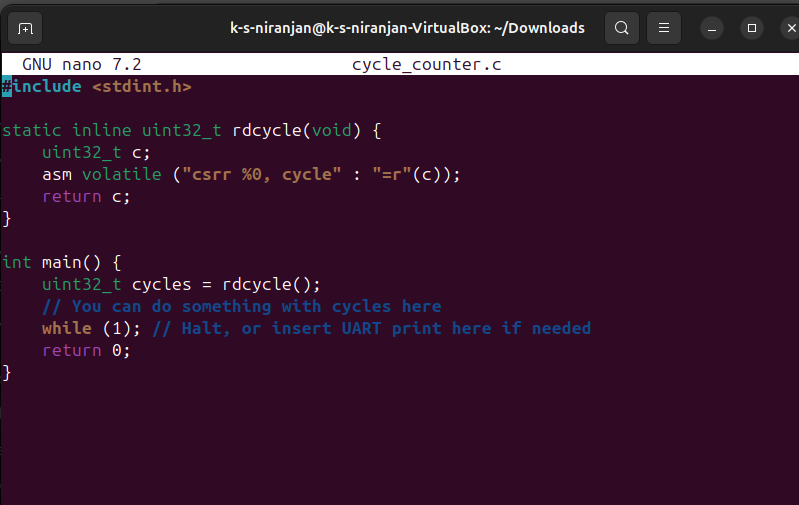 k-s-niranjan@k-s-niranjan-VirtualBox: ~/Downloads
GNU nano 7.2 cycle_counter.c
#include <stdint.h>

static inline uint32_t rdcycle(void) {
    uint32_t c;
    asm volatile ("csrr %0, cycle" : "=r"(c));
    return c;
}

int main() {
    uint32_t cycles = rdcycle();
    // You can do something with cycles here
    while (1); // Halt, or insert UART print here if needed
    return 0;
}